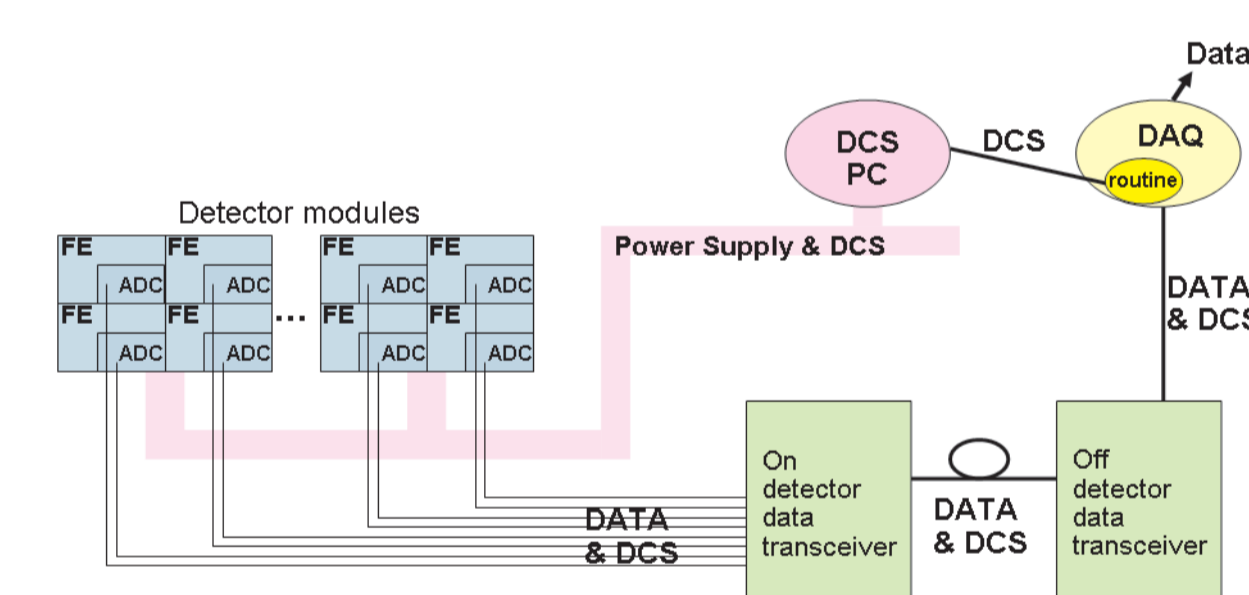 Data
DCS
PC
DCS
DAQ
routine
Detector modules
FE FE FE FE
ADC ADC ADC ADC
FE FE ... FE FE
ADC ADC ADC ADC
Power Supply & DCS
DATA
& DCS
On
detector
data
transceiver
DATA
& DCS
Off
detector
data
transceiver
DATA
& DCS